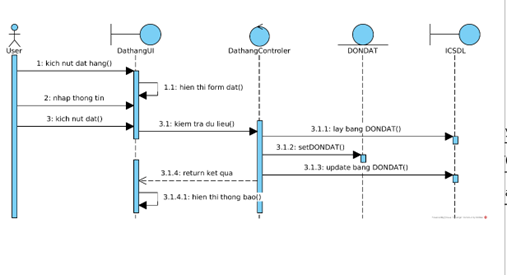 User
DathangUI
DathangControler
DONDAT
ICSDL
1: kich nut dat hang()
1.1: hien thi form dat()
2: nhap thong tin
3: kich nut dat()
3.1: kiem tra du lieu()
3.1.1: lay bang DONDAT()
3.1.2: setDONDAT()
3.1.3: update bang DONDAT()
3.1.4: return ket qua
3.1.4.1: hien thi thong bao()